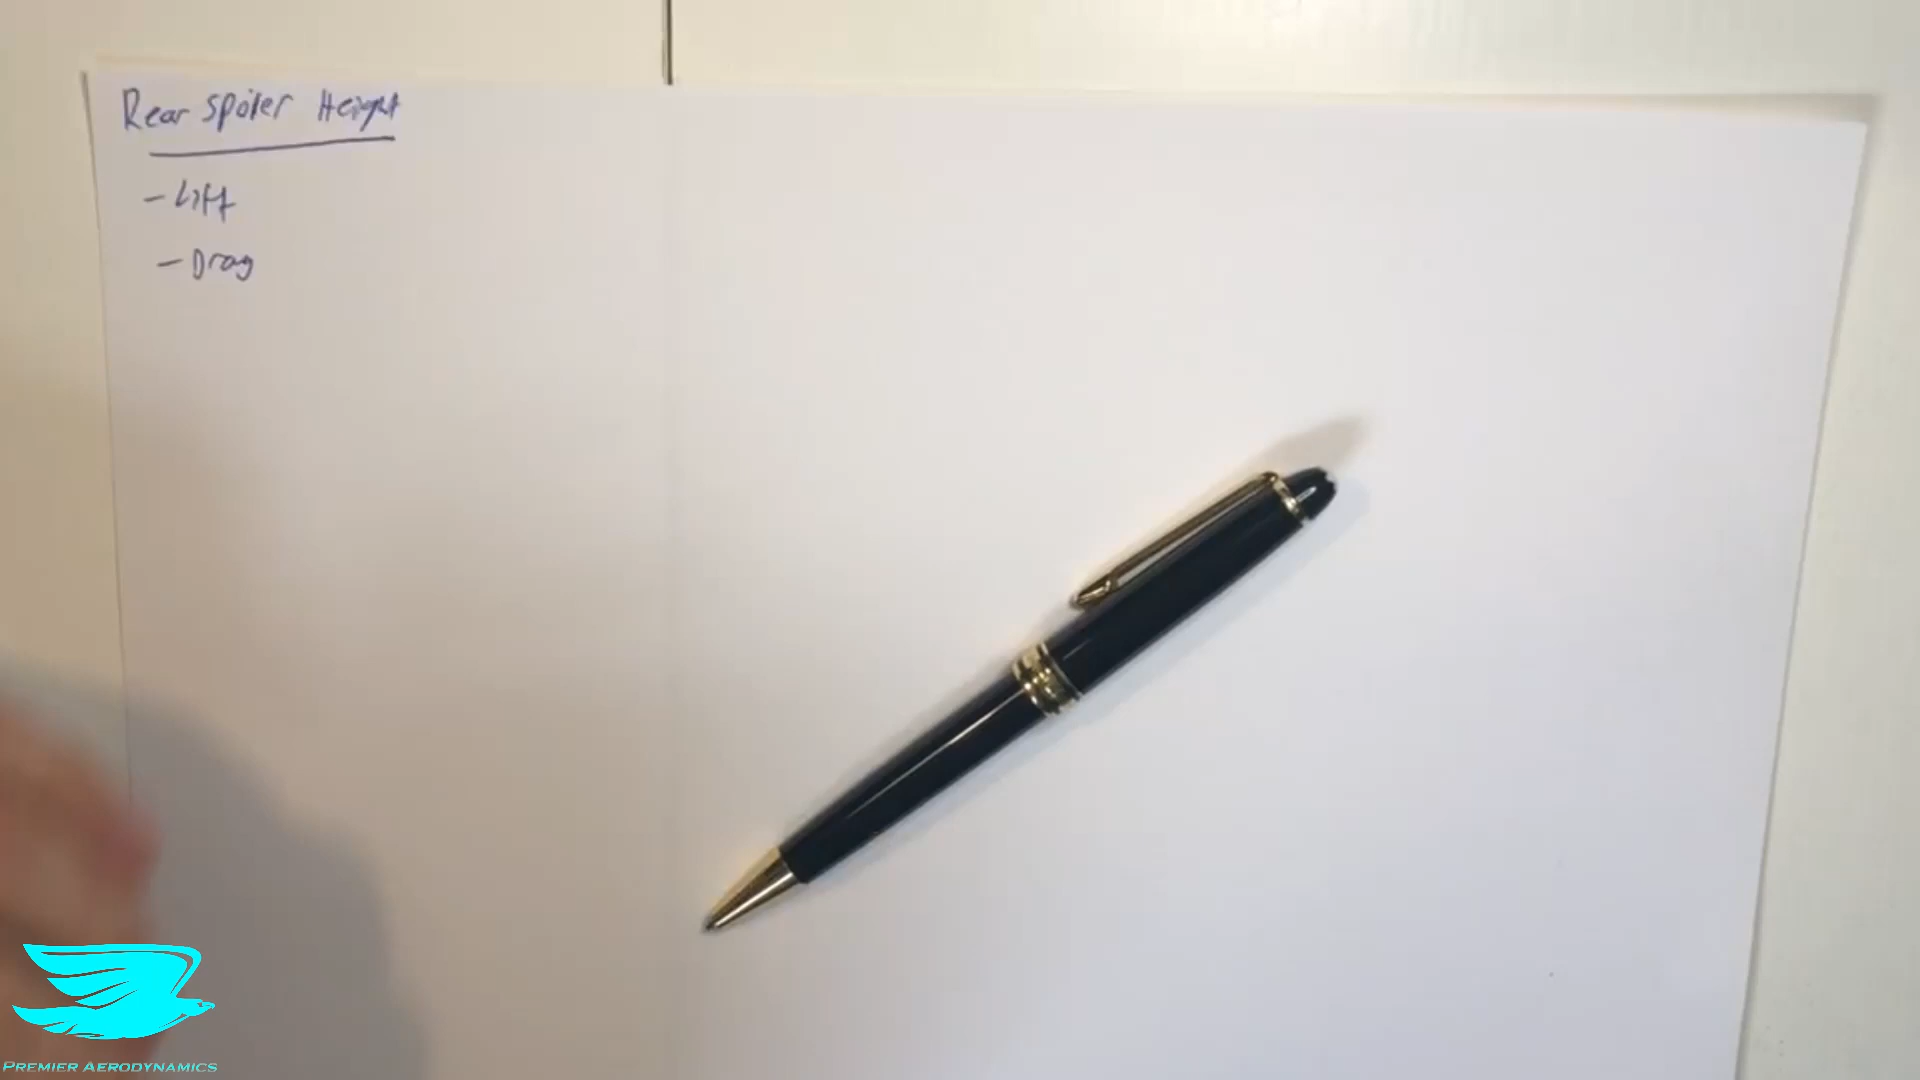 Rear Spoiler Height
- Lift
- Drag
PREMIER AERODYNAMICS